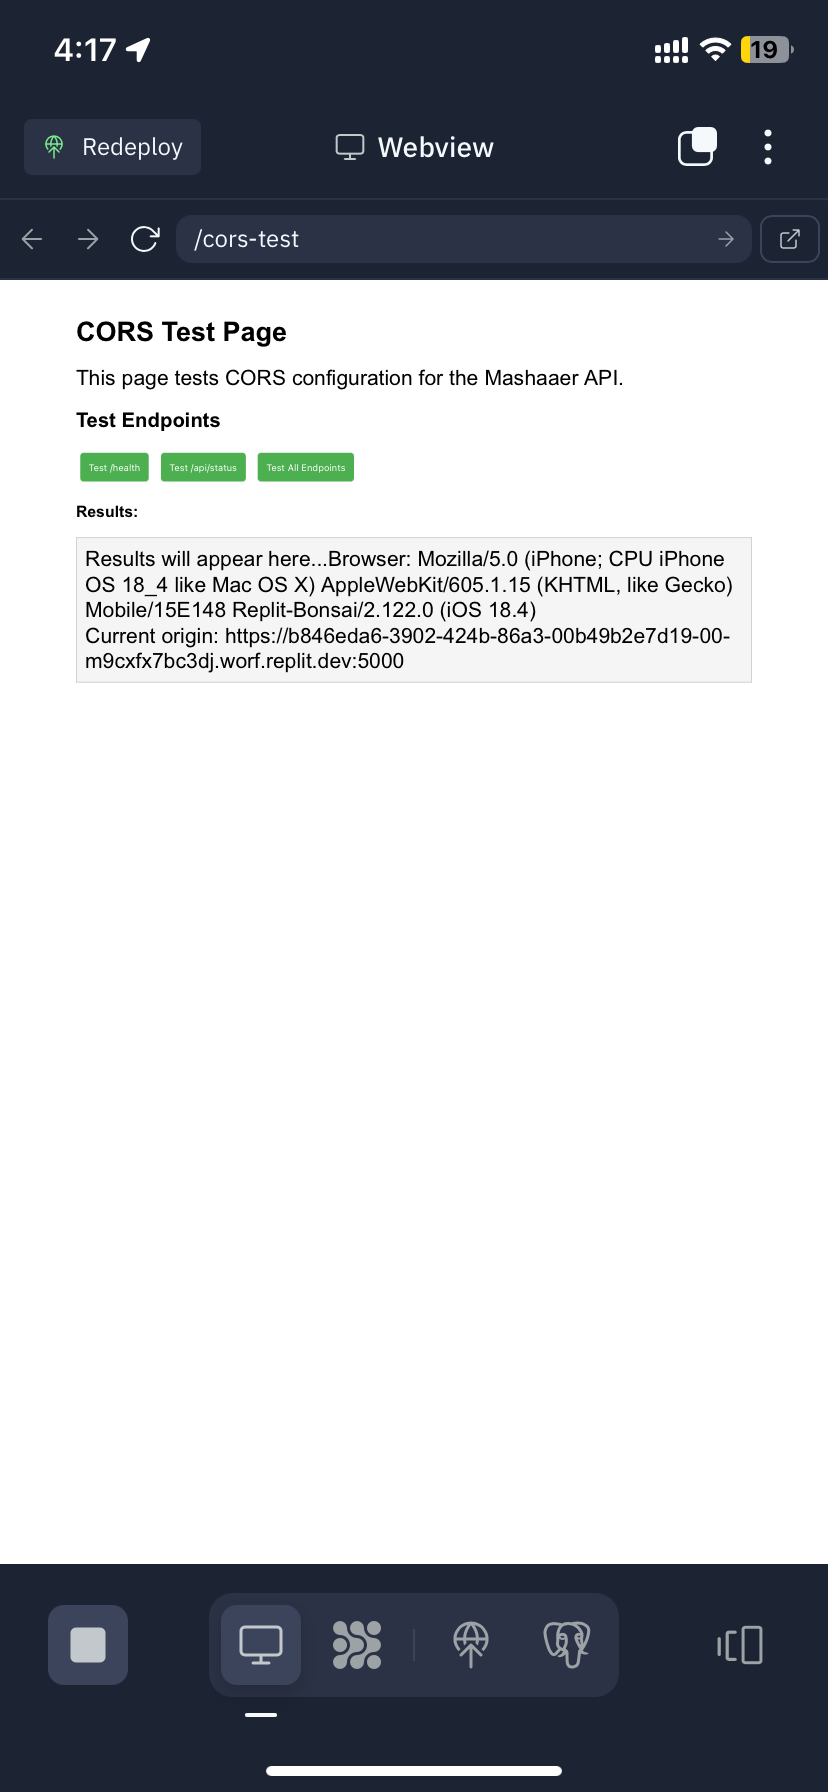 4:17
19
Redeploy
Webview
/cors-test
CORS Test Page
This page tests CORS configuration for the Mashaaer API.
Test Endpoints
Test /health
Test /api/status
Test All Endpoints
Results:
Results will appear here...Browser: Mozilla/5.0 (iPhone; CPU iPhone
OS 18_4 like Mac OS X) AppleWebKit/605.1.15 (KHTML, like Gecko)
Mobile/15E148 Replit-Bonsai/2.122.0 (iOS 18.4)
Current origin: https://b846eda6-3902-424b-86a3-00b49b2e7d19-00-
m9cxfx7bc3dj.worf.replit.dev:5000